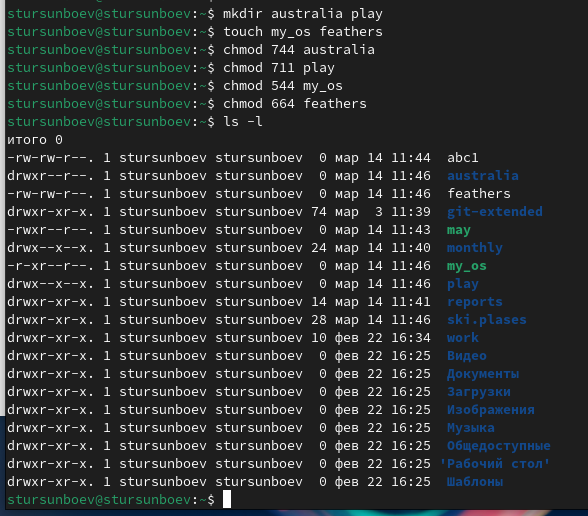 stursunboev@stursunboev:~$ mkdir australia play
stursunboev@stursunboev:~$ touch my_os feathers
stursunboev@stursunboev:~$ chmod 744 australia
stursunboev@stursunboev:~$ chmod 711 play
stursunboev@stursunboev:~$ chmod 544 my_os
stursunboev@stursunboev:~$ chmod 664 feathers
stursunboev@stursunboev:~$ ls -l
итого 0
-rw-rw-r--. 1 stursunboev stursunboev  0 мар 14 11:44  abc1
drwxr--r--. 1 stursunboev stursunboev  0 мар 14 11:46  australia
-rw-rw-r--. 1 stursunboev stursunboev  0 мар 14 11:46  feathers
drwxr-xr-x. 1 stursunboev stursunboev 74 мар  3 11:39  git-extended
-rwxr--r--. 1 stursunboev stursunboev  0 мар 14 11:43  may
drwx--x--x. 1 stursunboev stursunboev 24 мар 14 11:40  monthly
-r-xr--r--. 1 stursunboev stursunboev  0 мар 14 11:46  my_os
drwx--x--x. 1 stursunboev stursunboev  0 мар 14 11:46  play
drwxr-xr-x. 1 stursunboev stursunboev 14 мар 14 11:41  reports
drwxr-xr-x. 1 stursunboev stursunboev 28 мар 14 11:46  ski.plases
drwxr-xr-x. 1 stursunboev stursunboev 10 фев 22 16:34  work
drwxr-xr-x. 1 stursunboev stursunboev  0 фев 22 16:25  Видео
drwxr-xr-x. 1 stursunboev stursunboev  0 фев 22 16:25  Документы
drwxr-xr-x. 1 stursunboev stursunboev  0 фев 22 16:25  Загрузки
drwxr-xr-x. 1 stursunboev stursunboev  0 фев 22 16:25  Изображения
drwxr-xr-x. 1 stursunboev stursunboev  0 фев 22 16:25  Музыка
drwxr-xr-x. 1 stursunboev stursunboev  0 фев 22 16:25  Общедоступные
drwxr-xr-x. 1 stursunboev stursunboev  0 фев 22 16:25 'Рабочий стол'
drwxr-xr-x. 1 stursunboev stursunboev  0 фев 22 16:25  Шаблоны
stursunboev@stursunboev:~$